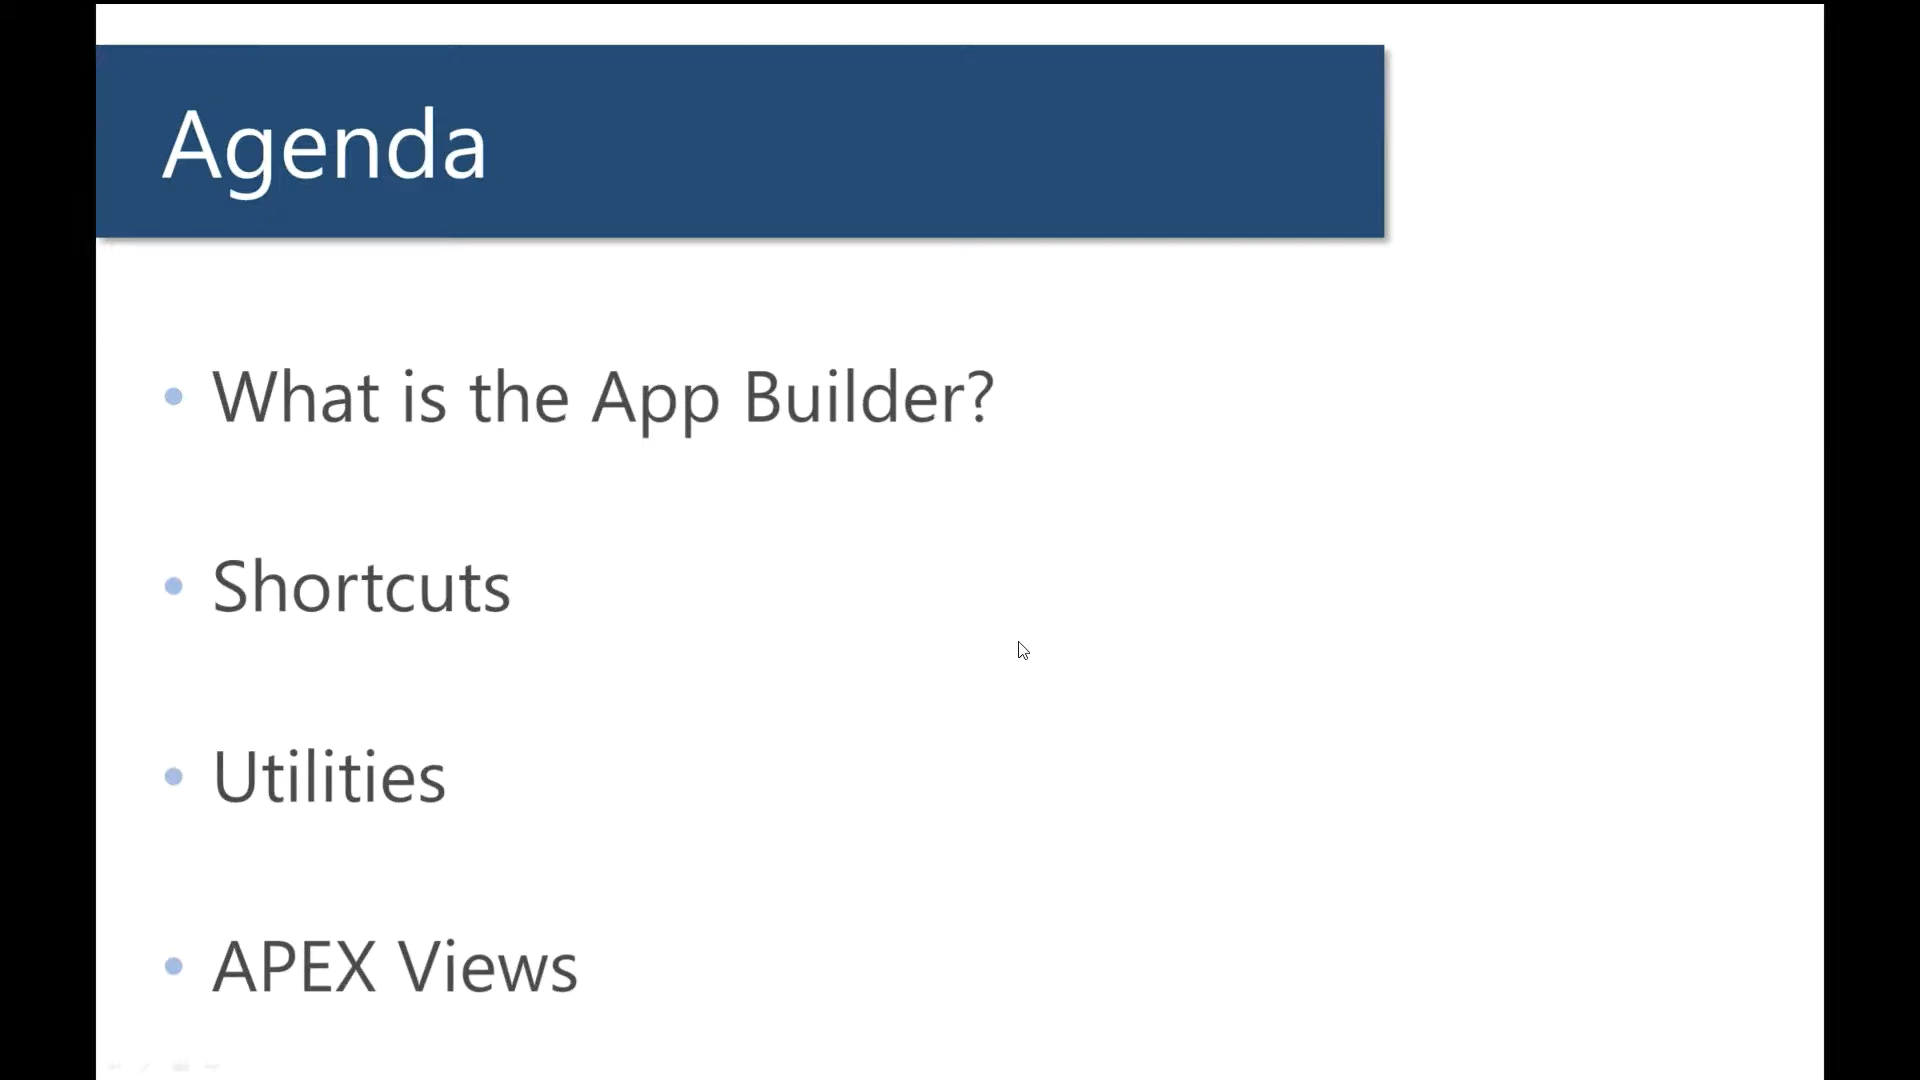 Agenda
• What is the App Builder?
• Shortcuts
• Utilities
• APEX Views